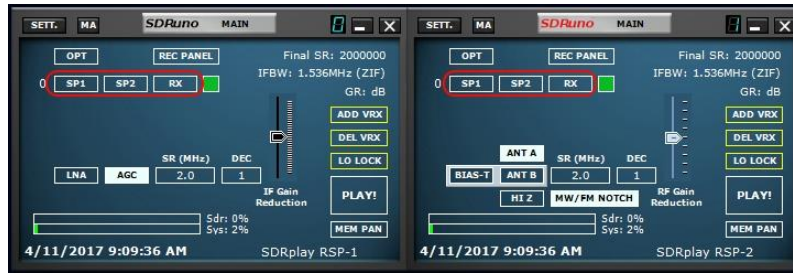 SETT. MA SDRuno MAIN 0
OPT REC PANEL Final SR: 2000000
IFBW: 1.536MHz (ZIF)
0 SP1 SP2 RX GR: dB
ADD VRX
DEL VRX
SR (MHz) DEC LO LOCK
LNA AGC 2.0 1
IF Gain Reduction PLAY!
Sdr: 0%
Sys: 2% MEM PAN
4/11/2017 9:09:36 AM SDRplay RSP-1
SETT. MA SDRuno MAIN 1
OPT REC PANEL Final SR: 2000000
IFBW: 1.536MHz (ZIF)
0 SP1 SP2 RX GR: dB
ADD VRX
DEL VRX
ANT A SR (MHz) DEC LO LOCK
BIAS-T ANT B 2.0 1
HI Z MW/FM NOTCH RF Gain Reduction PLAY!
Sdr: 0%
Sys: 2% MEM PAN
4/11/2017 9:09:36 AM SDRplay RSP-2